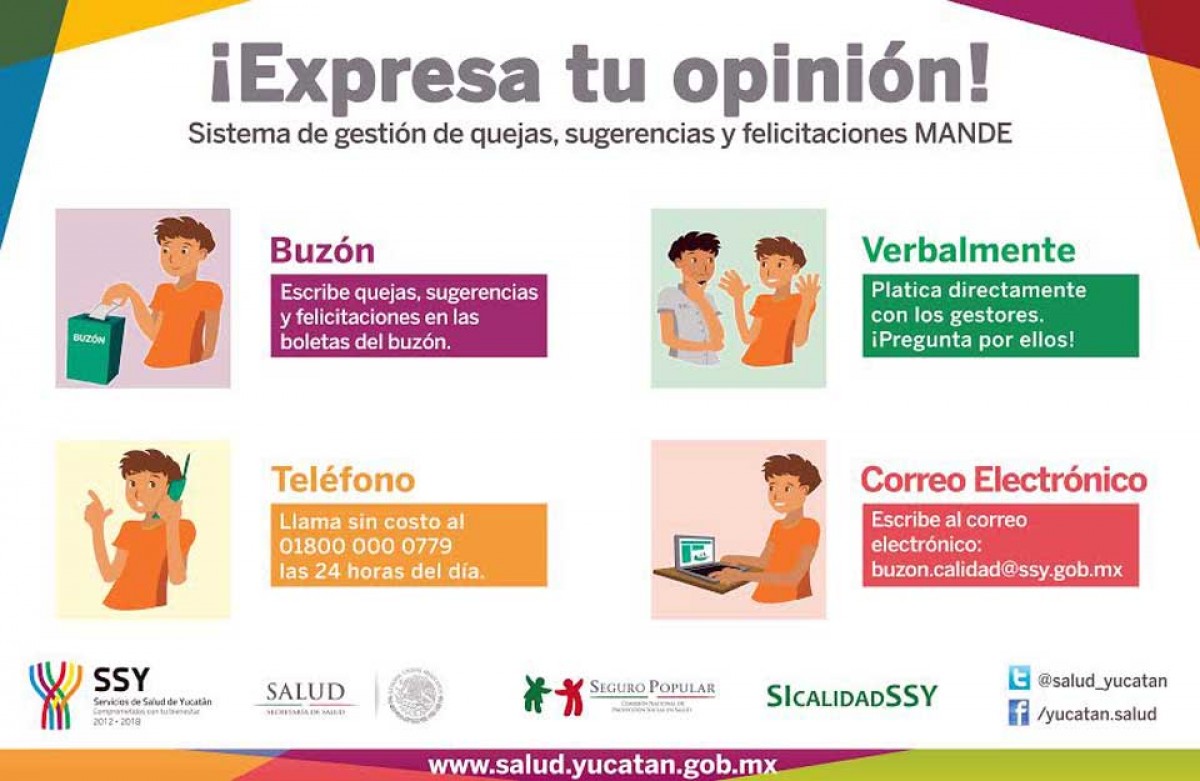 ¡Expresa tu opinión!
Sistema de gestión de quejas, sugerencias y felicitaciones MANDE
BUZÓN
Buzón
Escribe quejas, sugerencias
y felicitaciones en las
boletas del buzón.
Verbalmente
Platica directamente
con los gestores.
¡Pregunta por ellos!
Teléfono
Llama sin costo al
01800 000 0779
las 24 horas del día.
Correo Electrónico
Escribe al correo
electrónico:
buzon.calidad@ssy.gob.mx
SSY
Servicios de Salud de Yucatán
Comprometidos con tu bienestar
2012 • 2018
SALUD
SECRETARÍA DE SALUD
SEGURO POPULAR
COMISIÓN NACIONAL DE
PROTECCIÓN SOCIAL EN SALUD
SICALIDADSSY
@salud_yucatan
/yucatan.salud
www.salud.yucatan.gob.mx